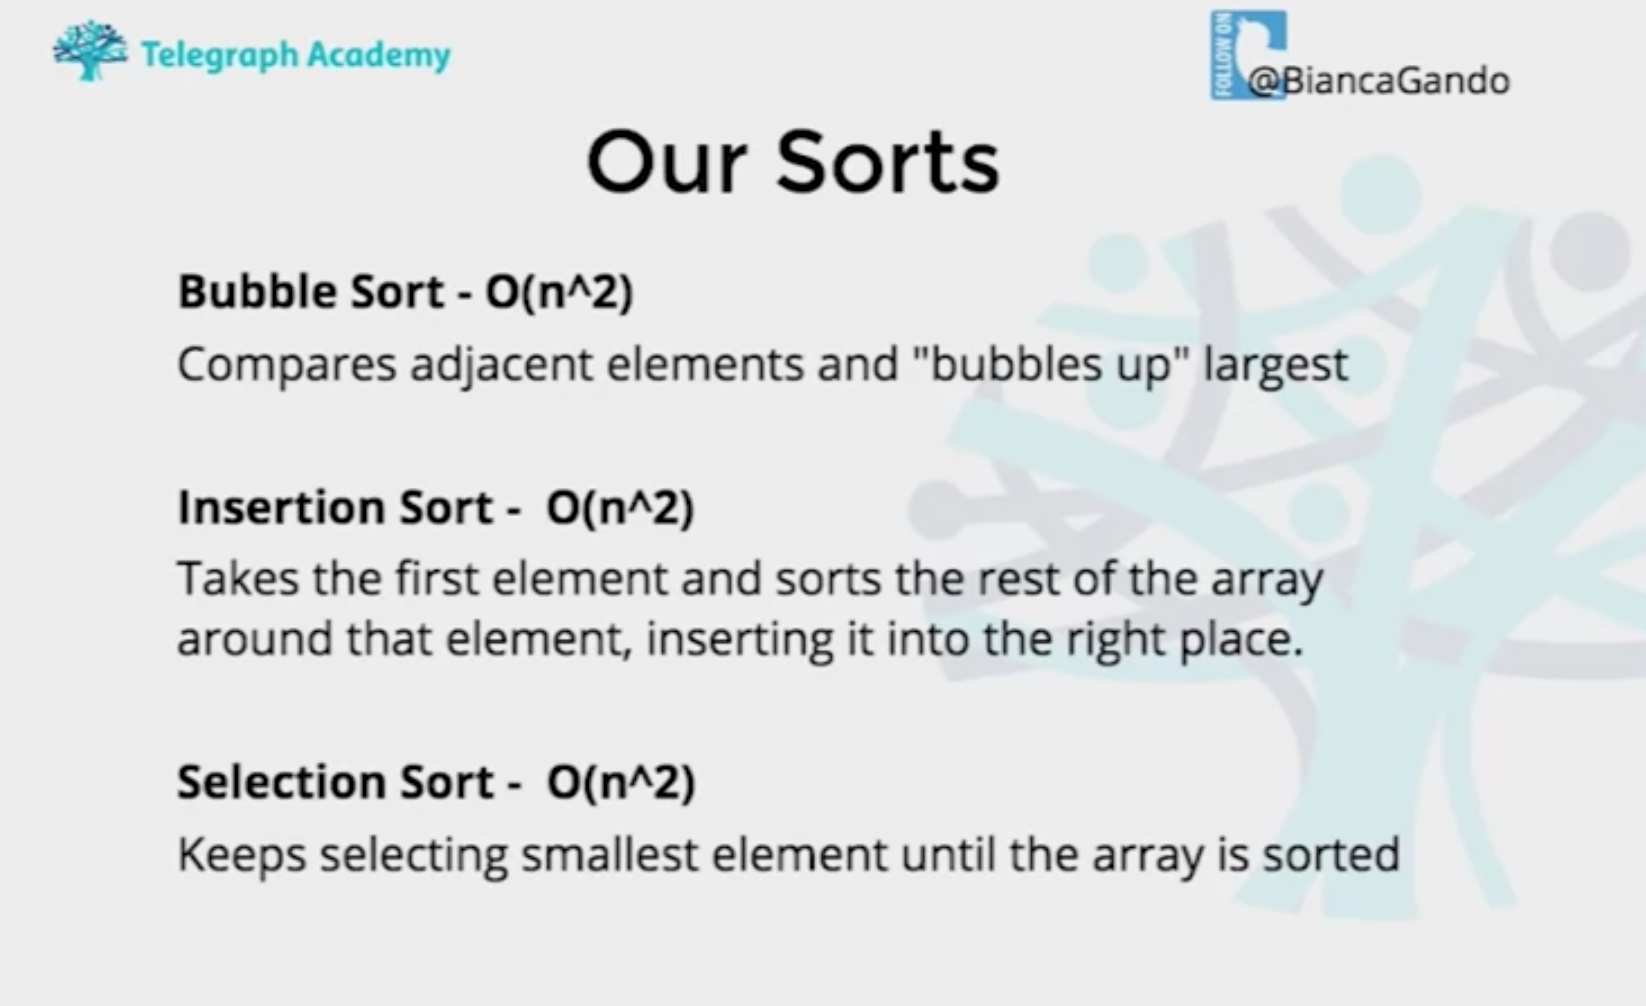 Telegraph Academy
FOLLOW ON
@BiancaGando
Our Sorts
Bubble Sort - O(n^2)
Compares adjacent elements and "bubbles up" largest
Insertion Sort -  O(n^2)
Takes the first element and sorts the rest of the array
around that element, inserting it into the right place.
Selection Sort -  O(n^2)
Keeps selecting smallest element until the array is sorted